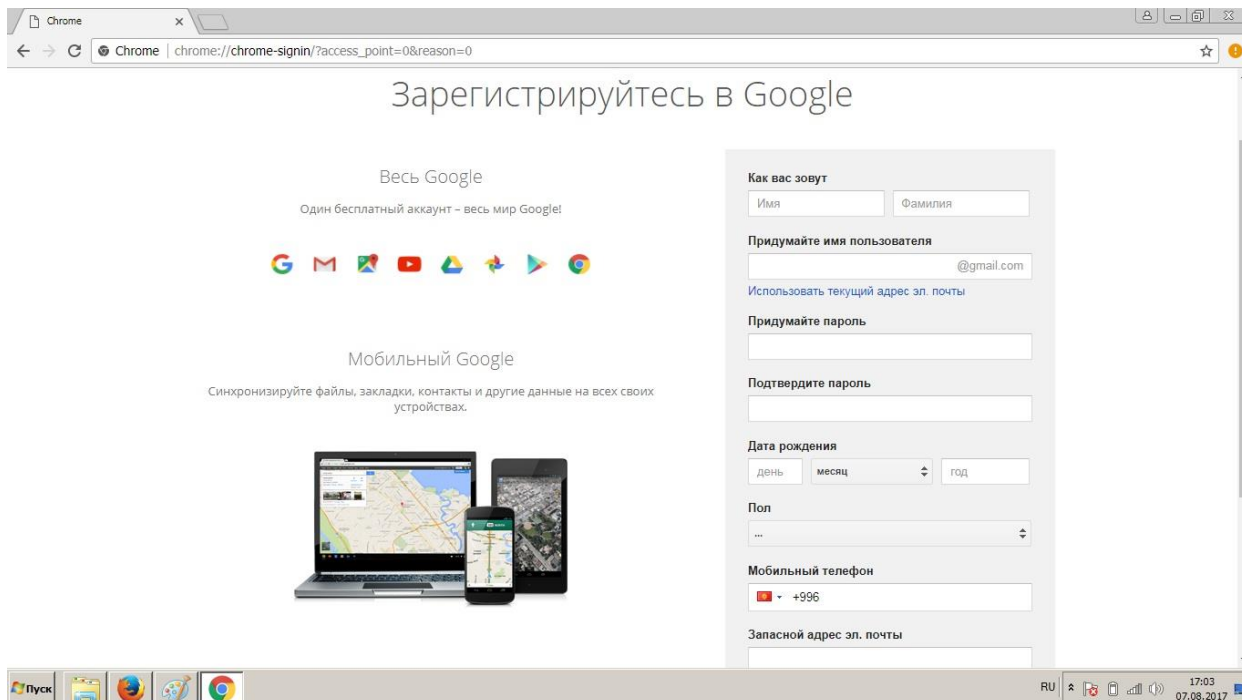 Chrome
Chrome | chrome://chrome-signin/?access_point=0&reason=0
Зарегистрируйтесь в Google
Весь Google
Один бесплатный аккаунт – весь мир Google!
Мобильный Google
Синхронизируйте файлы, закладки, контакты и другие данные на всех своих
устройствах.
Как вас зовут
Имя Фамилия
Придумайте имя пользователя
@gmail.com
Использовать текущий адрес эл. почты
Придумайте пароль
Подтвердите пароль
Дата рождения
день месяц год
Пол
...
Мобильный телефон
+996
Запасной адрес эл. почты
Пуск
RU
17:03
07.08.2017